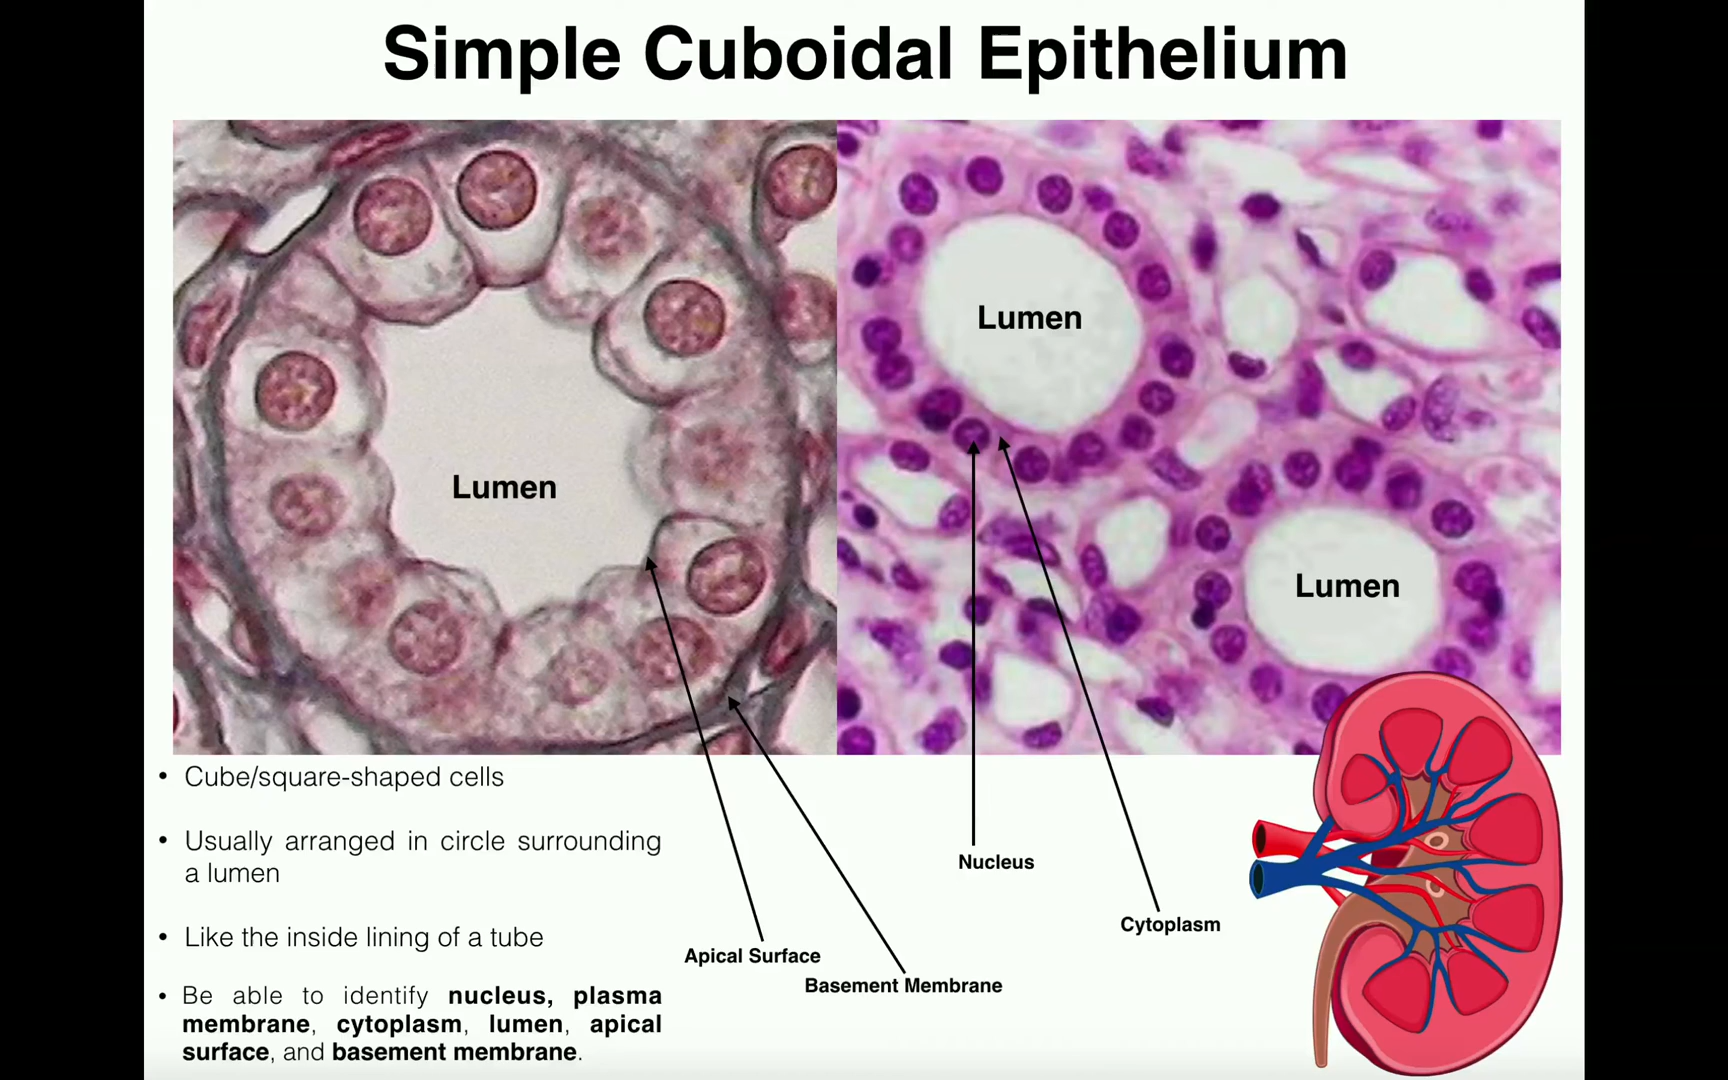 Simple Cuboidal Epithelium
Lumen
Lumen
Lumen
• Cube/square-shaped cells
• Usually arranged in circle surrounding
a lumen
• Like the inside lining of a tube
• Be able to identify nucleus, plasma
membrane, cytoplasm, lumen, apical
surface, and basement membrane.
Nucleus
Cytoplasm
Apical Surface
Basement Membrane